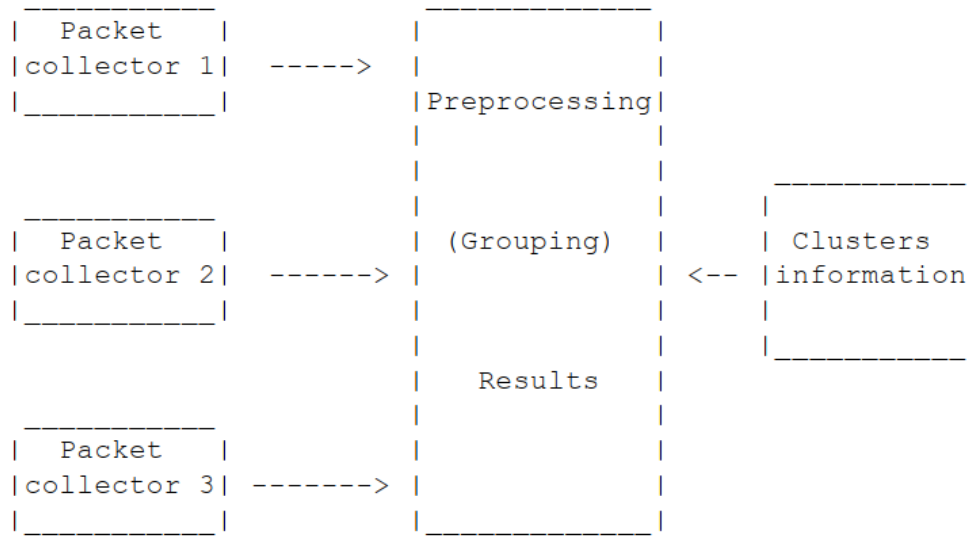 Packet
collector 1
Preprocessing
Packet
collector 2
(Grouping)
Clusters
information
Results
Packet
collector 3